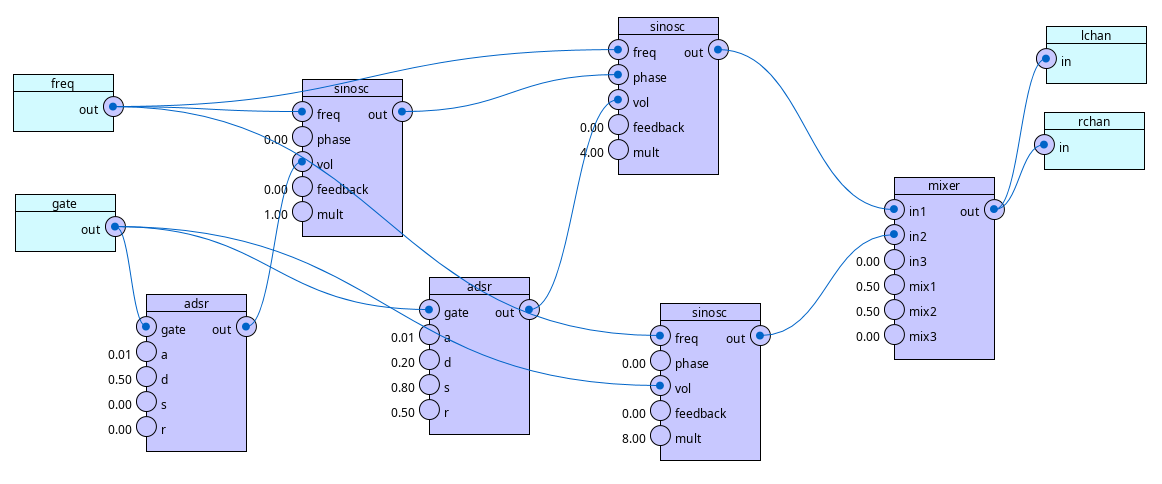 freq
out
gate
out
adsr
gate out
0.01 a
0.50 d
0.00 s
0.00 r
sinosc
freq out
0.00 phase
vol
0.00 feedback
1.00 mult
adsr
gate out
0.01 a
0.20 d
0.80 s
0.50 r
sinosc
freq out
phase
vol
0.00 feedback
4.00 mult
sinosc
freq out
0.00 phase
vol
0.00 feedback
8.00 mult
mixer
in1 out
in2
0.00 in3
0.50 mix1
0.50 mix2
0.00 mix3
lchan
in
rchan
in